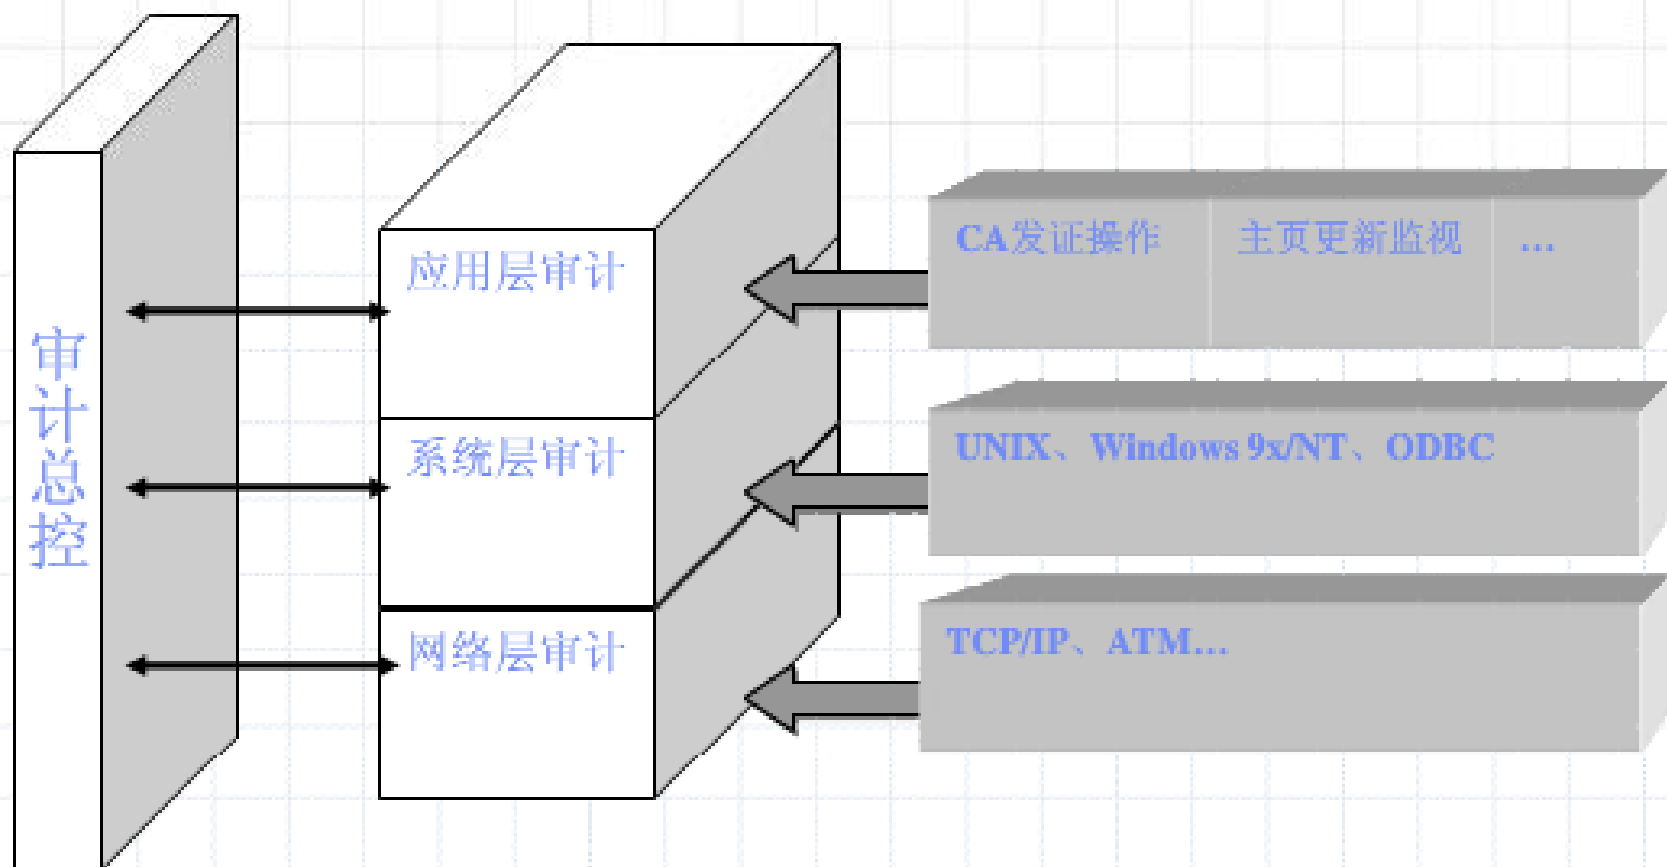 审计总控
应用层审计
系统层审计
网络层审计
CA发证操作
主页更新监视
...
UNIX、Windows 9x/NT、ODBC
TCP/IP、ATM...